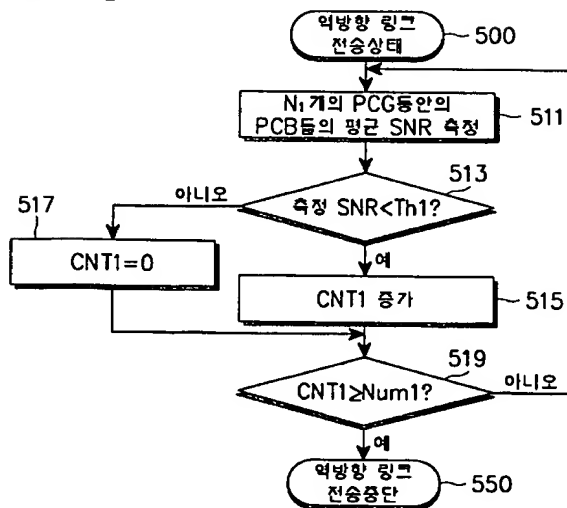 역방향 링크
전송상태
500
N₁개의 PCG동안의
PCB들의 평균 SNR 측정
511
513
측정 SNR<Th1?
아니오
517
예
CNT1=0
CNT1 증가
515
519
CNT1≥Num1?
아니오
예
역방향 링크
전송중단
550